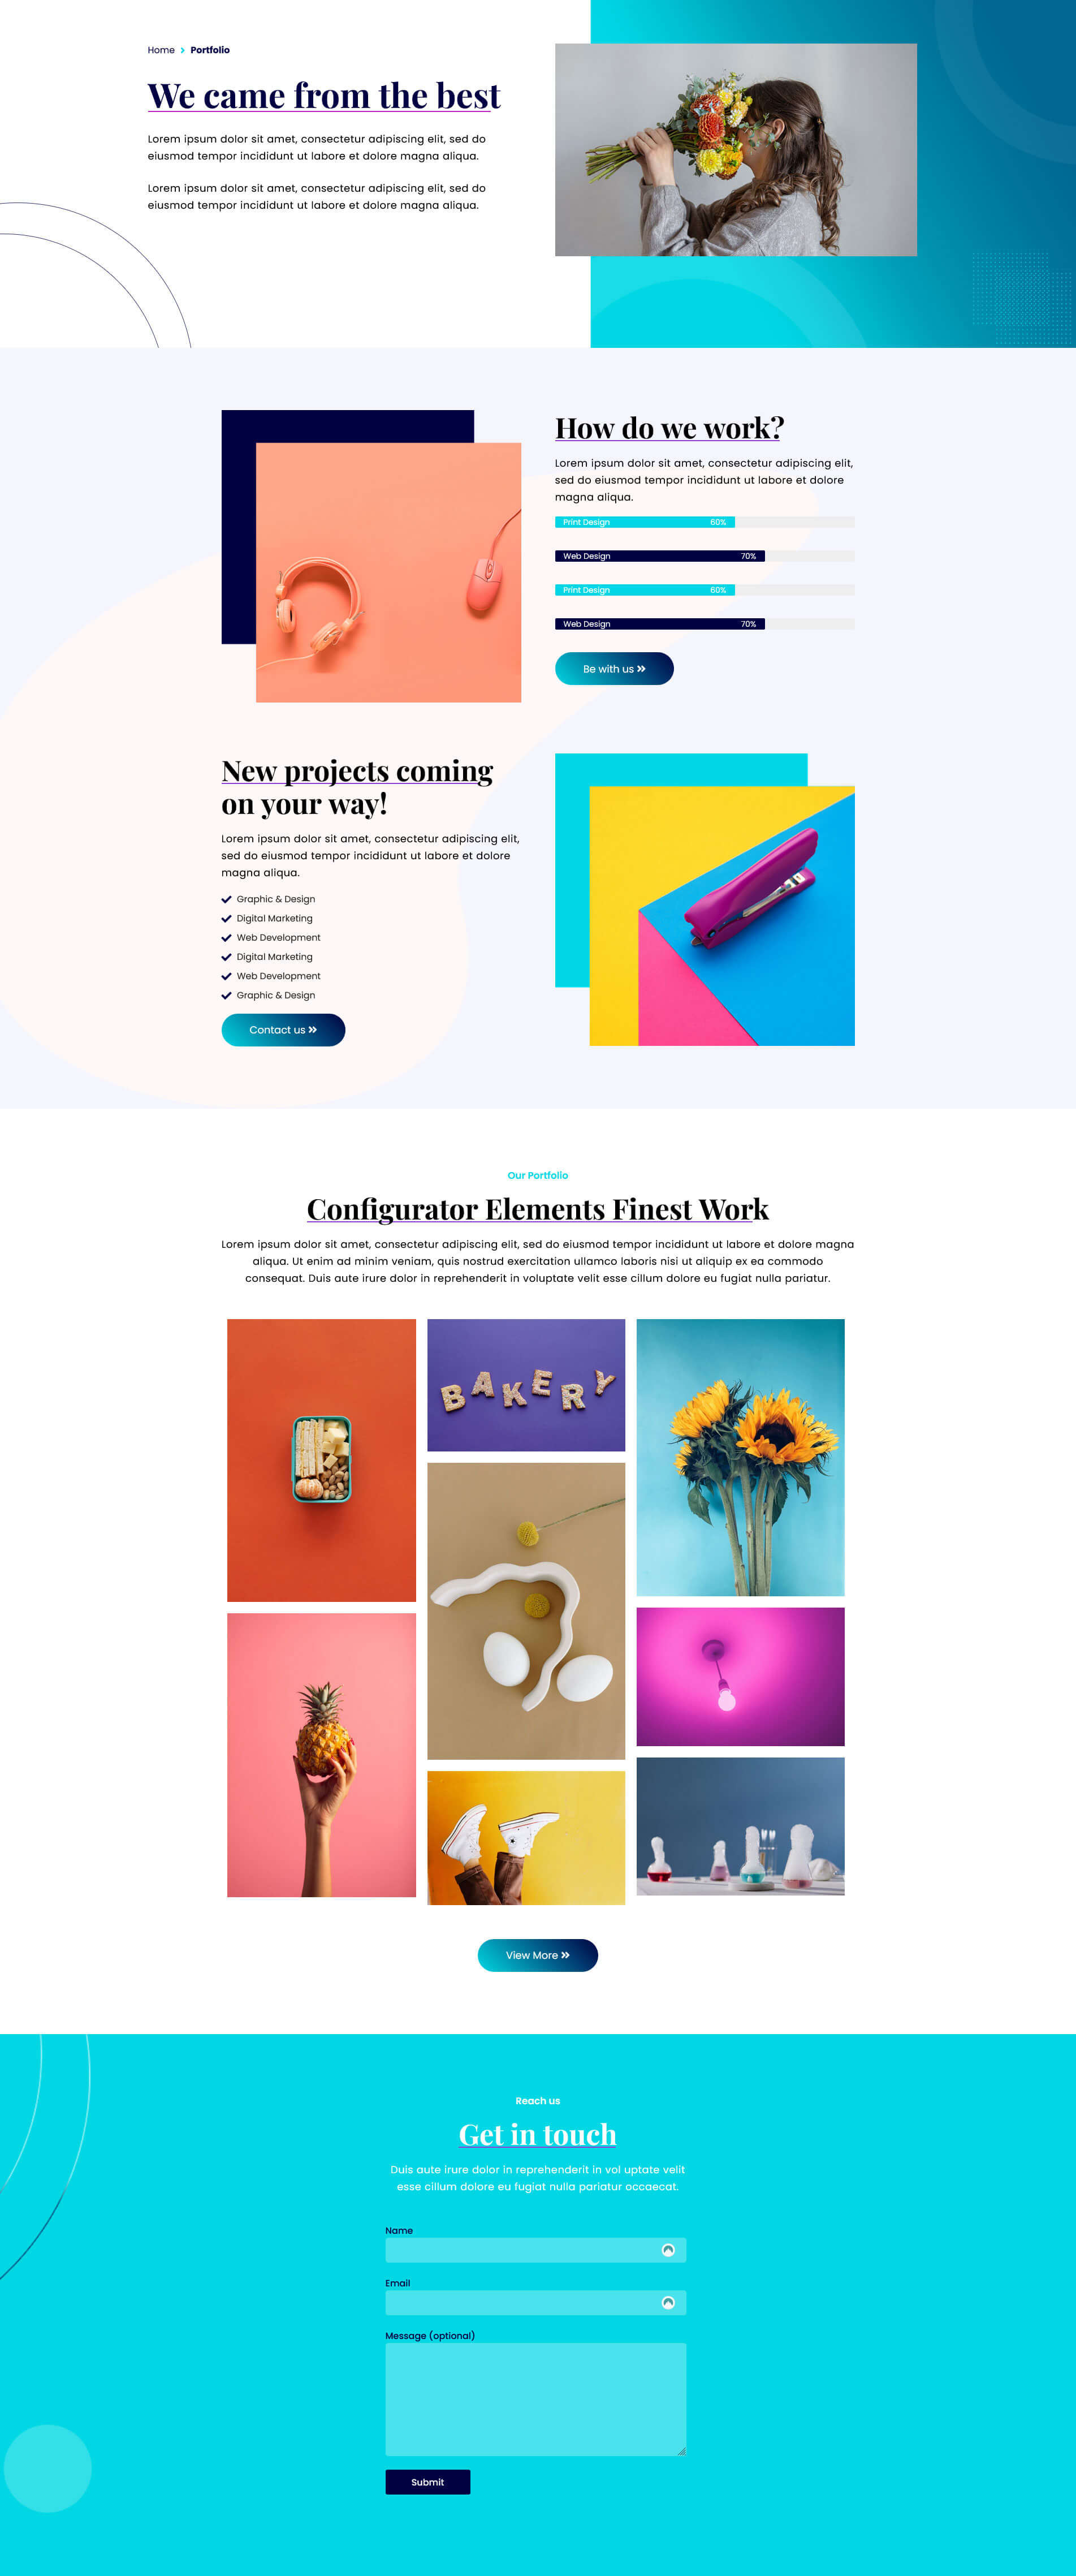 Home > Portfolio
We came from the best
Lorem ipsum dolor sit amet, consectetur adipiscing elit, sed do
eiusmod tempor incididunt ut labore et dolore magna aliqua.
Lorem ipsum dolor sit amet, consectetur adipiscing elit, sed do
eiusmod tempor incididunt ut labore et dolore magna aliqua.
How do we work?
Lorem ipsum dolor sit amet, consectetur adipiscing elit,
sed do eiusmod tempor incididunt ut labore et dolore
magna aliqua.
Print Design 60%
Web Design 70%
Print Design 60%
Web Design 70%
Be with us »
New projects coming
on your way!
Lorem ipsum dolor sit amet, consectetur adipiscing elit,
sed do eiusmod tempor incididunt ut labore et dolore
magna aliqua.
Graphic & Design
Digital Marketing
Web Development
Digital Marketing
Web Development
Graphic & Design
Contact us »
Our Portfolio
Configurator Elements Finest Work
Lorem ipsum dolor sit amet, consectetur adipiscing elit, sed do eiusmod tempor incididunt ut labore et dolore magna
aliqua. Ut enim ad minim veniam, quis nostrud exercitation ullamco laboris nisi ut aliquip ex ea commodo
consequat. Duis aute irure dolor in reprehenderit in voluptate velit esse cillum dolore eu fugiat nulla pariatur.
BAKERY
View More »
Reach us
Get in touch
Duis aute irure dolor in reprehenderit in vol uptate velit
esse cillum dolore eu fugiat nulla pariatur occaecat.
Name
Email
Message (optional)
Submit